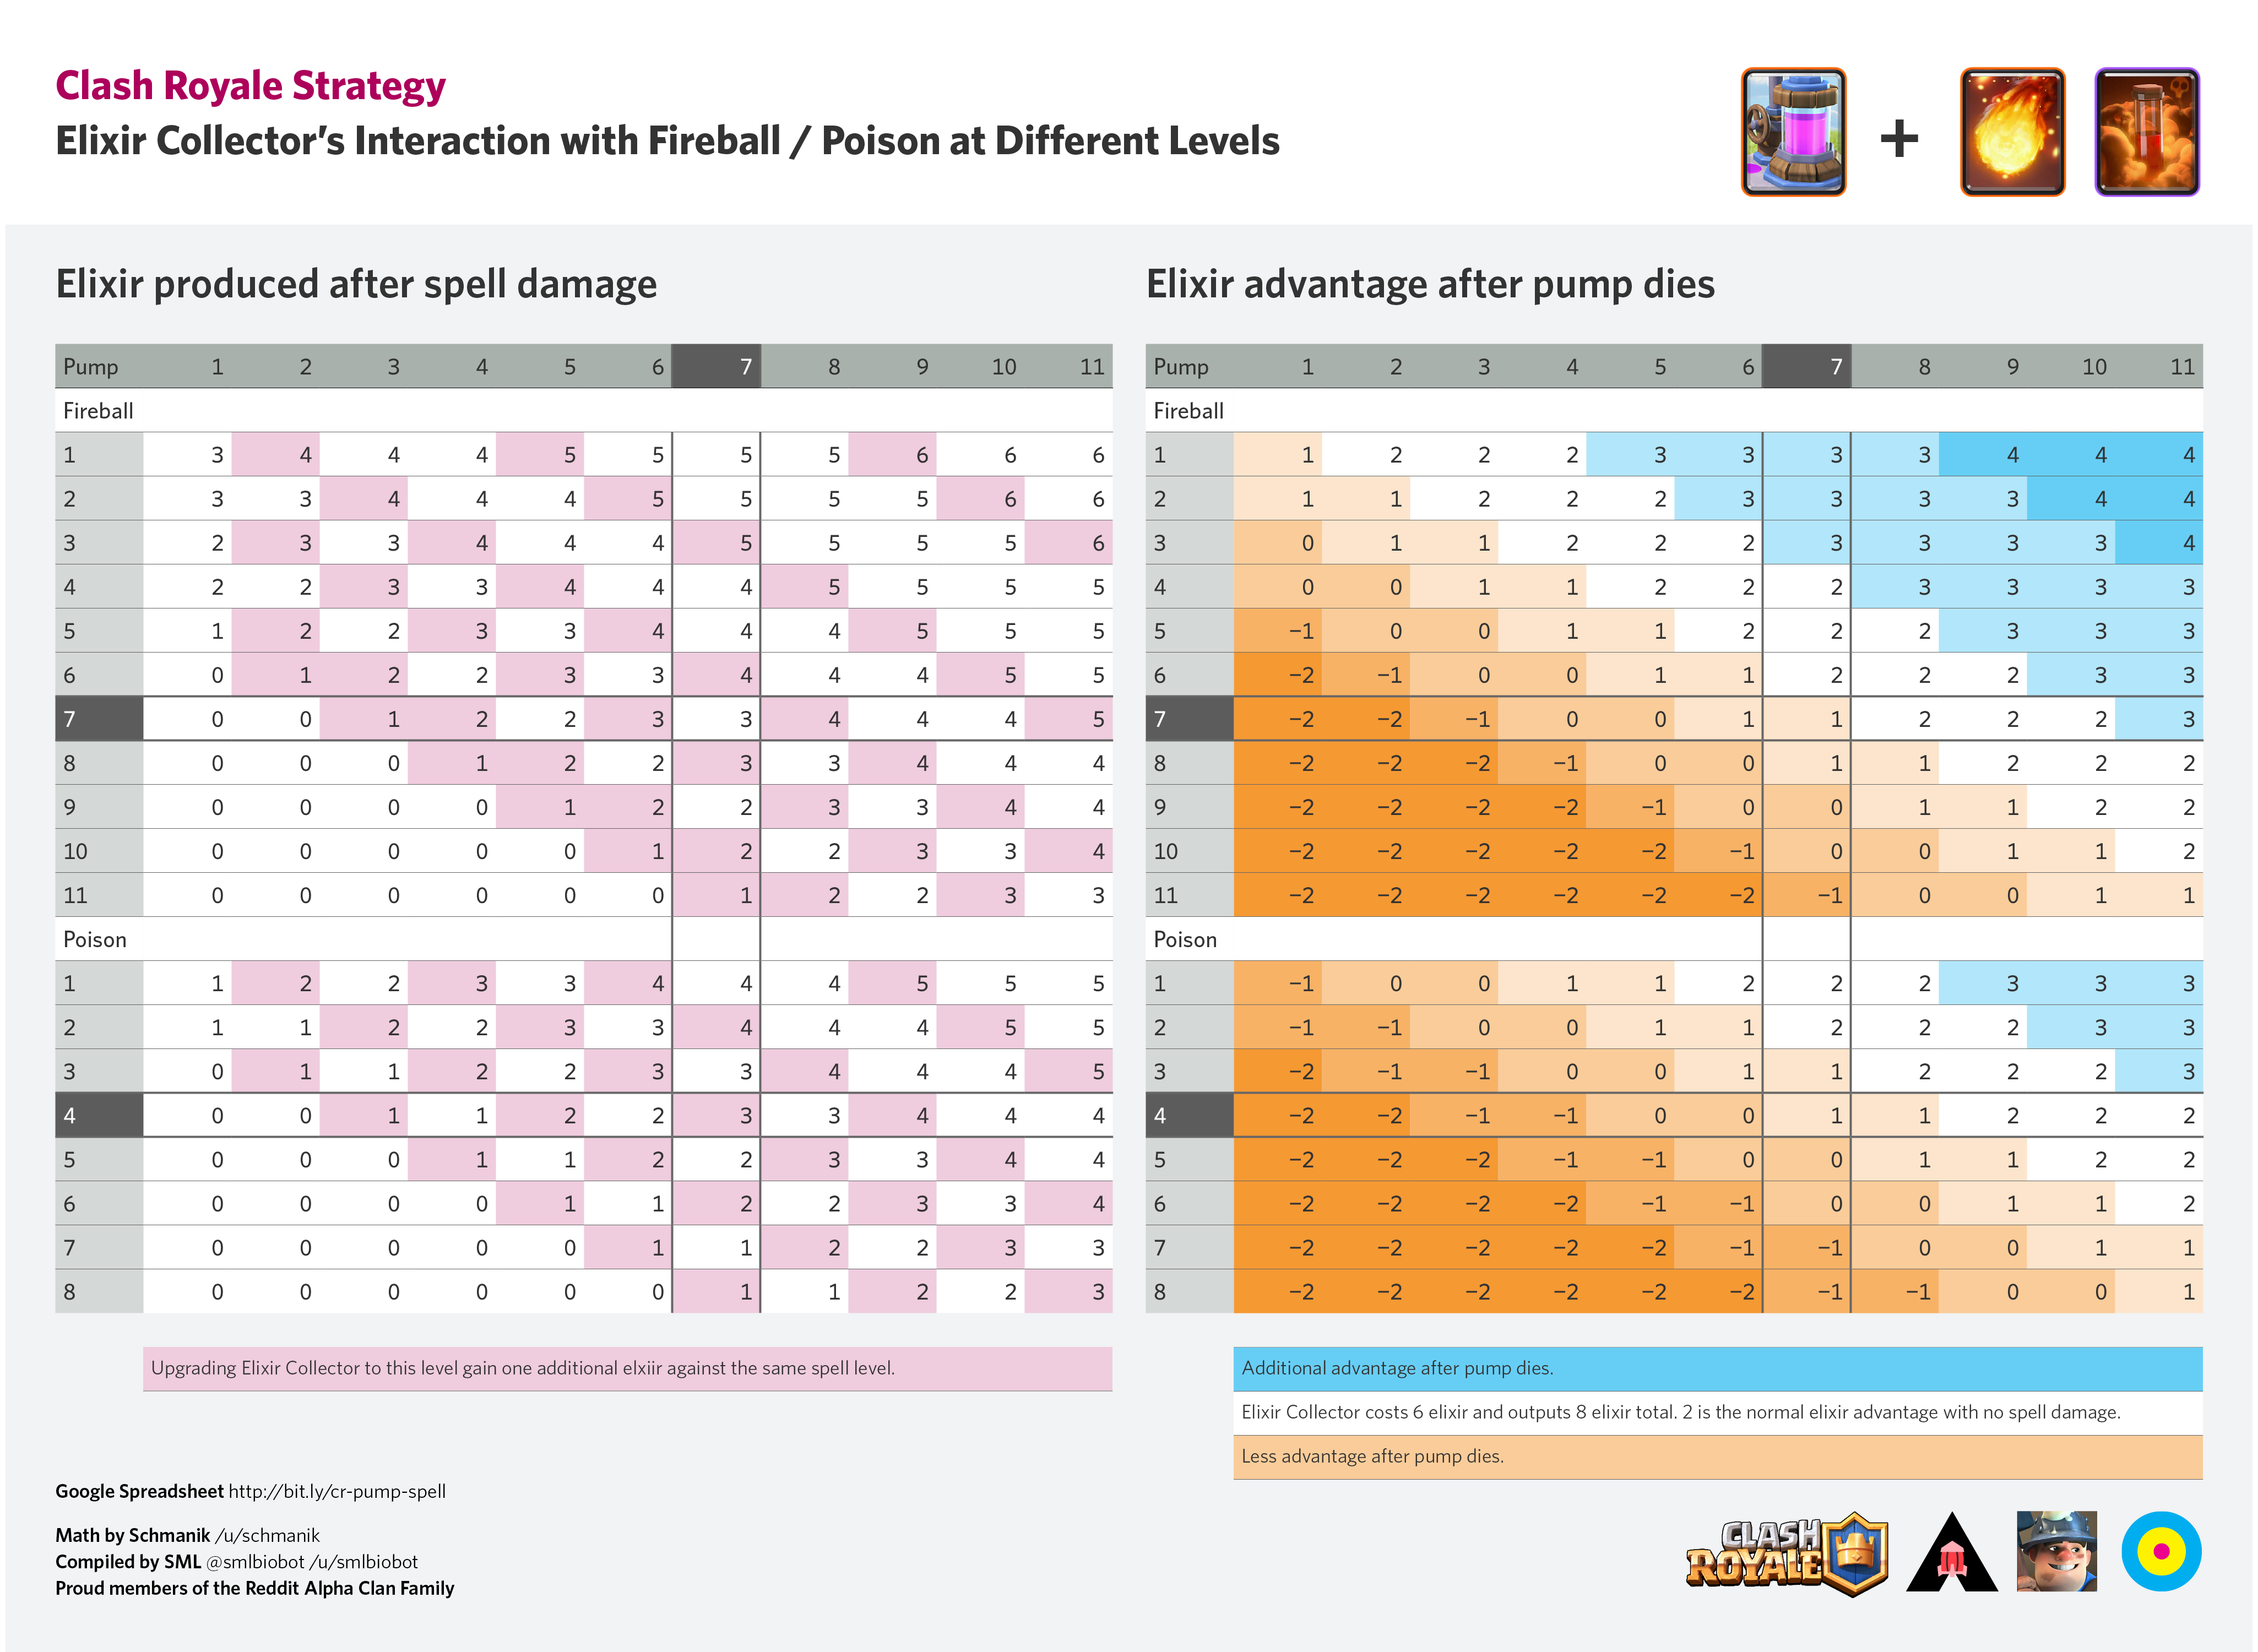 Clash Royale Strategy
Elixir Collector’s Interaction with Fireball / Poison at Different Levels
+
Elixir produced after spell damage
Pump 1 2 3 4 5 6 7 8 9 10 11
Fireball
1 3 4 4 4 5 5 5 5 6 6 6
2 3 3 4 4 4 5 5 5 5 6 6
3 2 3 3 4 4 4 5 5 5 5 6
4 2 2 3 3 4 4 4 5 5 5 5
5 1 2 2 3 3 4 4 4 5 5 5
6 0 1 2 2 3 3 4 4 4 5 5
7 0 0 1 2 2 3 3 4 4 4 5
8 0 0 0 1 2 2 3 3 4 4 4
9 0 0 0 0 1 2 2 3 3 4 4
10 0 0 0 0 0 1 2 2 3 3 4
11 0 0 0 0 0 0 1 2 2 3 3
Poison
1 1 2 2 3 3 4 4 4 5 5 5
2 1 1 2 2 3 3 4 4 4 5 5
3 0 1 1 2 2 3 3 4 4 4 5
4 0 0 1 1 2 2 3 3 4 4 4
5 0 0 0 1 1 2 2 3 3 4 4
6 0 0 0 0 1 1 2 2 3 3 4
7 0 0 0 0 0 1 1 2 2 3 3
8 0 0 0 0 0 0 1 1 2 2 3
Upgrading Elixir Collector to this level gain one additional elxiir against the same spell level.
Elixir advantage after pump dies
Pump 1 2 3 4 5 6 7 8 9 10 11
Fireball
1 1 2 2 2 3 3 3 3 4 4 4
2 1 1 2 2 2 3 3 3 3 4 4
3 0 1 1 2 2 2 3 3 3 3 4
4 0 0 1 1 2 2 2 3 3 3 3
5 −1 0 0 1 1 2 2 2 3 3 3
6 −2 −1 0 0 1 1 2 2 2 3 3
7 −2 −2 −1 0 0 1 1 2 2 2 3
8 −2 −2 −2 −1 0 0 1 1 2 2 2
9 −2 −2 −2 −2 −1 0 0 1 1 2 2
10 −2 −2 −2 −2 −2 −1 0 0 1 1 2
11 −2 −2 −2 −2 −2 −2 −1 0 0 1 1
Poison
1 −1 0 0 1 1 2 2 2 3 3 3
2 −1 −1 0 0 1 1 2 2 2 3 3
3 −2 −1 −1 0 0 1 1 2 2 2 3
4 −2 −2 −1 −1 0 0 1 1 2 2 2
5 −2 −2 −2 −1 −1 0 0 1 1 2 2
6 −2 −2 −2 −2 −1 −1 0 0 1 1 2
7 −2 −2 −2 −2 −2 −1 −1 0 0 1 1
8 −2 −2 −2 −2 −2 −2 −1 −1 0 0 1
Additional advantage after pump dies.
Elixir Collector costs 6 elixir and outputs 8 elixir total. 2 is the normal elixir advantage with no spell damage.
Less advantage after pump dies.
Google Spreadsheet http://bit.ly/cr-pump-spell
Math by Schmanik /u/schmanik
Compiled by SML @smlbiobot /u/smlbiobot
Proud members of the Reddit Alpha Clan Family
CLASH
ROYALE